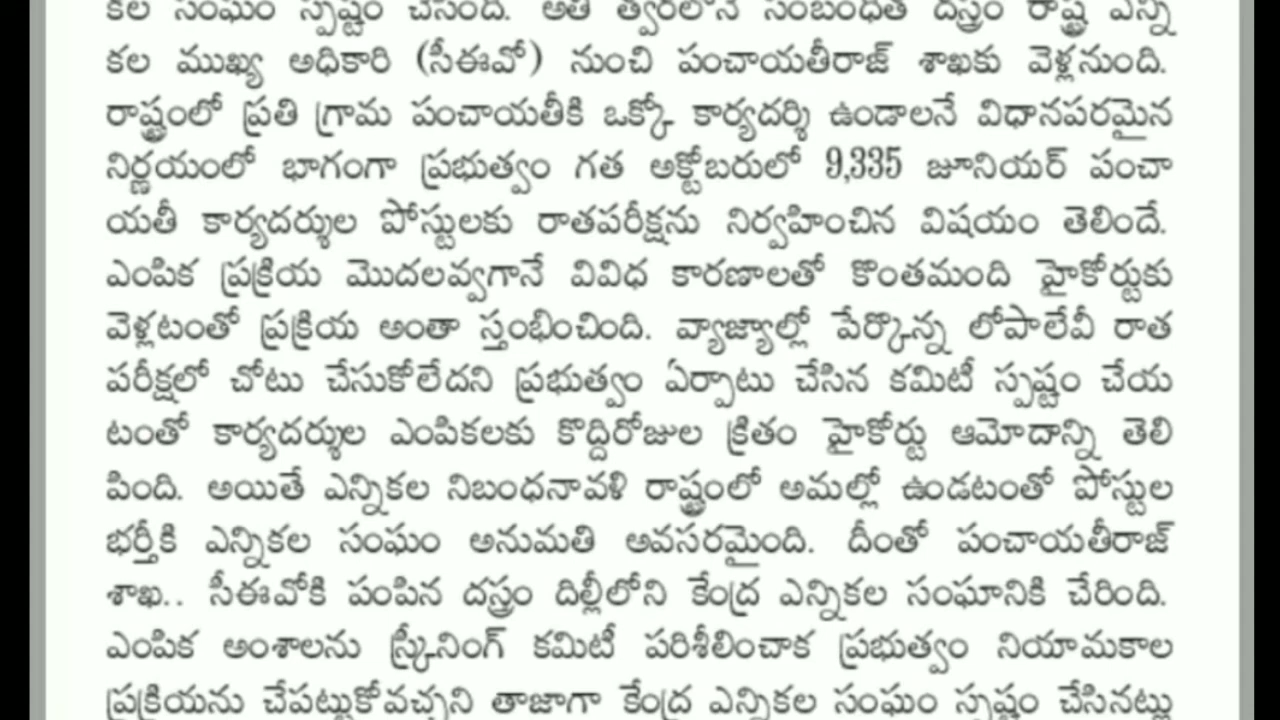 కల సంఘం స్పష్టం చేసింది. అతి త్వరలోనే సంబంధిత దస్త్రం రాష్ట్ర ఎన్ని
కల ముఖ్య అధికారి (సీఈవో) నుంచి పంచాయతీరాజ్ శాఖకు వెళ్లనుంది.
రాష్ట్రంలో ప్రతి గ్రామ పంచాయతీకి ఒక్కో కార్యదర్శి ఉండాలనే విధానపరమైన
నిర్ణయంలో భాగంగా ప్రభుత్వం గత అక్టోబరులో 9,335 జూనియర్ పంచా
యతీ కార్యదర్శుల పోస్టులకు రాతపరీక్షను నిర్వహించిన విషయం తెలిందే.
ఎంపిక ప్రక్రియ మొదలవ్వగానే వివిధ కారణాలతో కొంతమంది హైకోర్టుకు
వెళ్లటంతో ప్రక్రియ అంతా స్తంభించింది. వ్యాజ్యాల్లో పేర్కొన్న లోపాలేవీ రాత
పరీక్షలో చోటు చేసుకోలేదని ప్రభుత్వం ఏర్పాటు చేసిన కమిటీ స్పష్టం చేయ
టంతో కార్యదర్శుల ఎంపికలకు కొద్దిరోజుల క్రితం హైకోర్టు ఆమోదాన్ని తెలి
పింది. అయితే ఎన్నికల నిబంధనావళి రాష్ట్రంలో అమల్లో ఉండటంతో పోస్టుల
భర్తీకి ఎన్నికల సంఘం అనుమతి అవసరమైంది. దీంతో పంచాయతీరాజ్
శాఖ.. సీఈవోకి పంపిన దస్త్రం దిల్లీలోని కేంద్ర ఎన్నికల సంఘానికి చేరింది.
ఎంపిక అంశాలను స్క్రీనింగ్ కమిటీ పరిశీలించాక ప్రభుత్వం నియామకాల
ప్రక్రియను చేపట్టుకోవచ్చని తాజాగా కేంద్ర ఎన్నికల సంఘం స్పష్టం చేసినట్టు